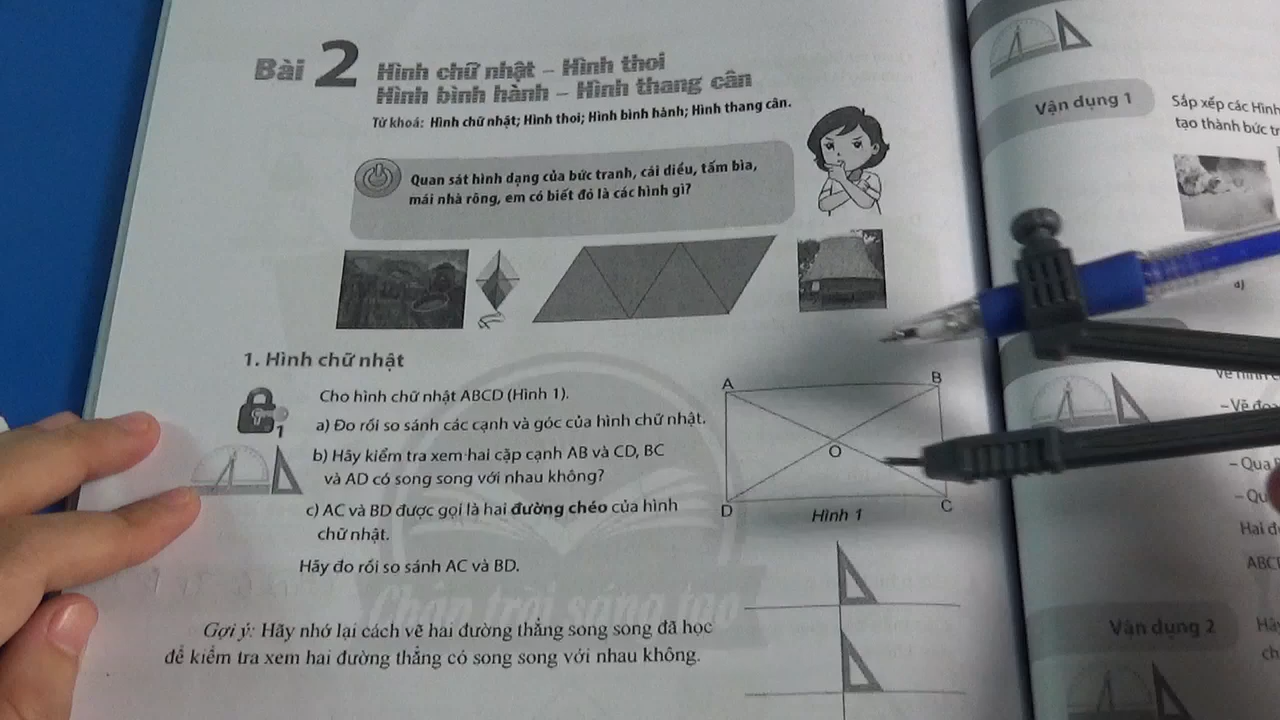 Bài 2
Hình chữ nhật – Hình thoi
Hình bình hành – Hình thang cân
Từ khoá: Hình chữ nhật; Hình thoi; Hình bình hành; Hình thang cân.
Quan sát hình dạng của bức tranh, cái diều, tấm bìa,
mái nhà rông, em có biết đó là các hình gì?
1. Hình chữ nhật
1
Cho hình chữ nhật ABCD (Hình 1).
a) Đo rồi so sánh các cạnh và góc của hình chữ nhật.
b) Hãy kiểm tra xem hai cặp cạnh AB và CD, BC
và AD có song song với nhau không?
c) AC và BD được gọi là hai đường chéo của hình
chữ nhật.
Hãy đo rồi so sánh AC và BD.
A B
O
D C
Hình 1
Chân trời sáng tạo
Gợi ý: Hãy nhớ lại cách vẽ hai đường thẳng song song đã học
để kiểm tra xem hai đường thẳng có song song với nhau không.
Vận dụng 1
Sắp xếp các Hình
tạo thành bức
– Qua
Hai
ABC
Vận dụng 2